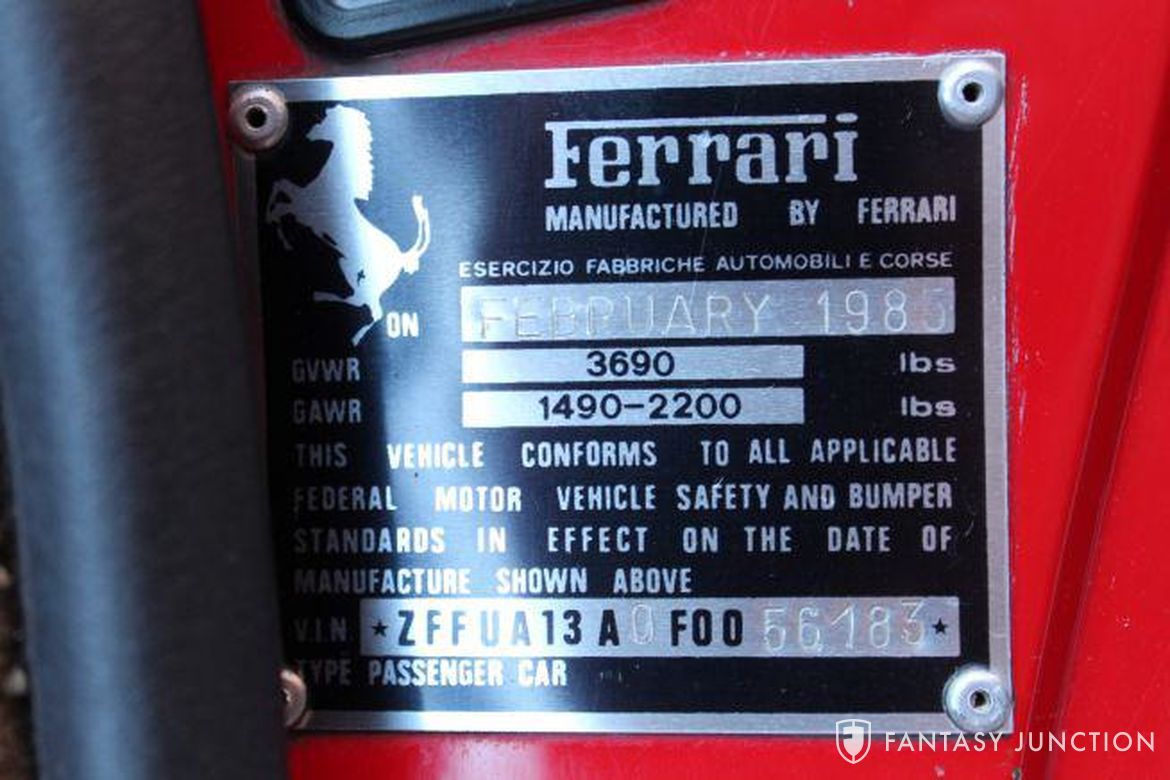 Ferrari
MANUFACTURED BY FERRARI
ESERCIZIO FABBRICHE AUTOMOBILI E CORSE
ON FEBRUARY 1985
GVWR 3690 lbs
GAWR 1490-2200 lbs
THIS VEHICLE CONFORMS TO ALL APPLICABLE
FEDERAL MOTOR VEHICLE SAFETY AND BUMPER
STANDARDS IN EFFECT ON THE DATE OF
MANUFACTURE SHOWN ABOVE
V.I.N. ★ZFFUA13A0F0056183★
TYPE PASSENGER CAR
FANTASY JUNCTION